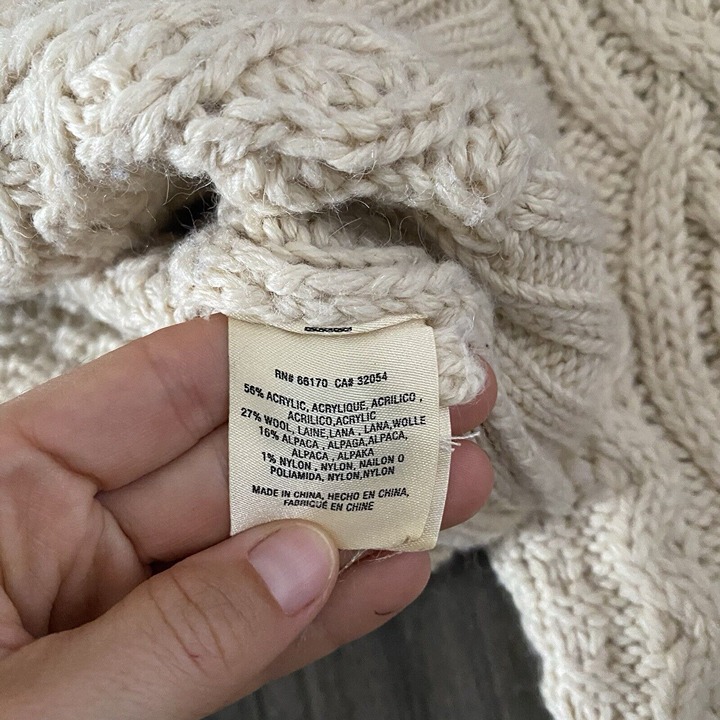 RN# 66170 CA# 32054
56% ACRYLIC, ACRYLIQUE, ACRILICO ,
ACRILICO,ACRYLIC
27% WOOL, LAINE,LANA , LANA,WOLLE
16% ALPACA , ALPAGA,ALPACA,
ALPACA , ALPAKA
1% NYLON , NYLON, NAILON O
POLIAMIDA, NYLON,NYLON
MADE IN CHINA, HECHO EN CHINA,
FABRIQUÉ EN CHINE